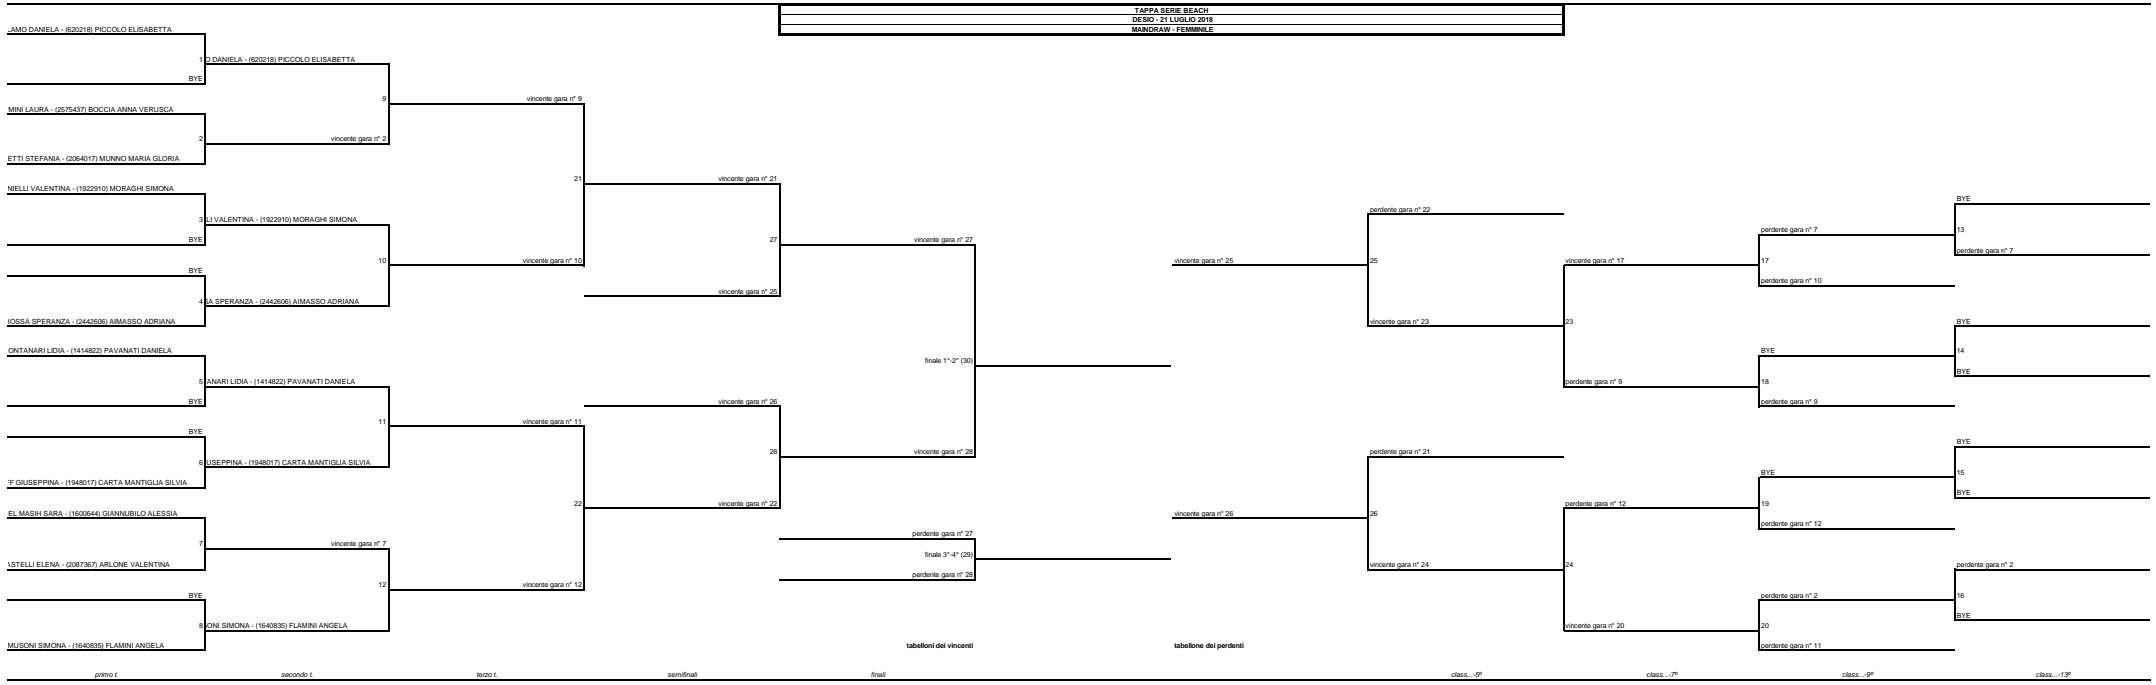 TAPPA SERIE BEACH
DESIO - 21 LUGLIO 2018
MAINDRAW - FEMMINILE
LAMO DANIELA - (620218) PICCOLO ELISABETTA
1
O DANIELA - (620218) PICCOLO ELISABETTA
BYE
9
vincente gara n° 9
MINI LAURA - (2575437) BOCCIA ANNA VERUSCA
2
vincente gara n° 2
ETTI STEFANIA - (2064017) MUNNO MARIA GLORIA
21
vincente gara n° 21
NIELLI VALENTINA - (1922910) MORAGHI SIMONA
3
LI VALENTINA - (1922910) MORAGHI SIMONA
BYE
27
vincente gara n° 27
10
vincente gara n° 10
BYE
4
SA SPERANZA - (2442606) AIMASSO ADRIANA
vincente gara n° 25
IOSSA SPERANZA - (2442606) AIMASSO ADRIANA
ONTANARI LIDIA - (1414822) PAVANATI DANIELA
finale 1°-2° (30)
5
ANARI LIDIA - (1414822) PAVANATI DANIELA
BYE
vincente gara n° 26
11
vincente gara n° 11
BYE
28
vincente gara n° 28
6
USEPPINA - (1948017) CARTA MANTIGLIA SILVIA
FF GIUSEPPINA - (1948017) CARTA MANTIGLIA SILVIA
22
vincente gara n° 22
EL MASIH SARA - (1600644) GIANNUBILO ALESSIA
7
vincente gara n° 7
perdente gara n° 27
finale 3°-4° (29)
ASTELLI ELENA - (2087367) ARLONE VALENTINA
perdente gara n° 28
12
vincente gara n° 12
BYE
8
ONI SIMONA - (1640835) FLAMINI ANGELA
MUSONI SIMONA - (1640835) FLAMINI ANGELA
tabelloni dei vincenti
tabellone dei perdenti
perdente gara n° 22
vincente gara n° 25
25
vincente gara n° 23
perdente gara n° 21
vincente gara n° 26
26
vincente gara n° 24
vincente gara n° 17
23
perdente gara n° 9
perdente gara n° 12
24
vincente gara n° 20
perdente gara n° 7
17
perdente gara n° 10
BYE
18
perdente gara n° 9
BYE
19
perdente gara n° 12
perdente gara n° 2
20
perdente gara n° 11
BYE
13
perdente gara n° 7
BYE
14
BYE
BYE
15
BYE
perdente gara n° 2
16
BYE
primo t.
secondo t.
terzo t.
semifinali
finali
class...-5º
class...-7º
class...-9º
class...-13º